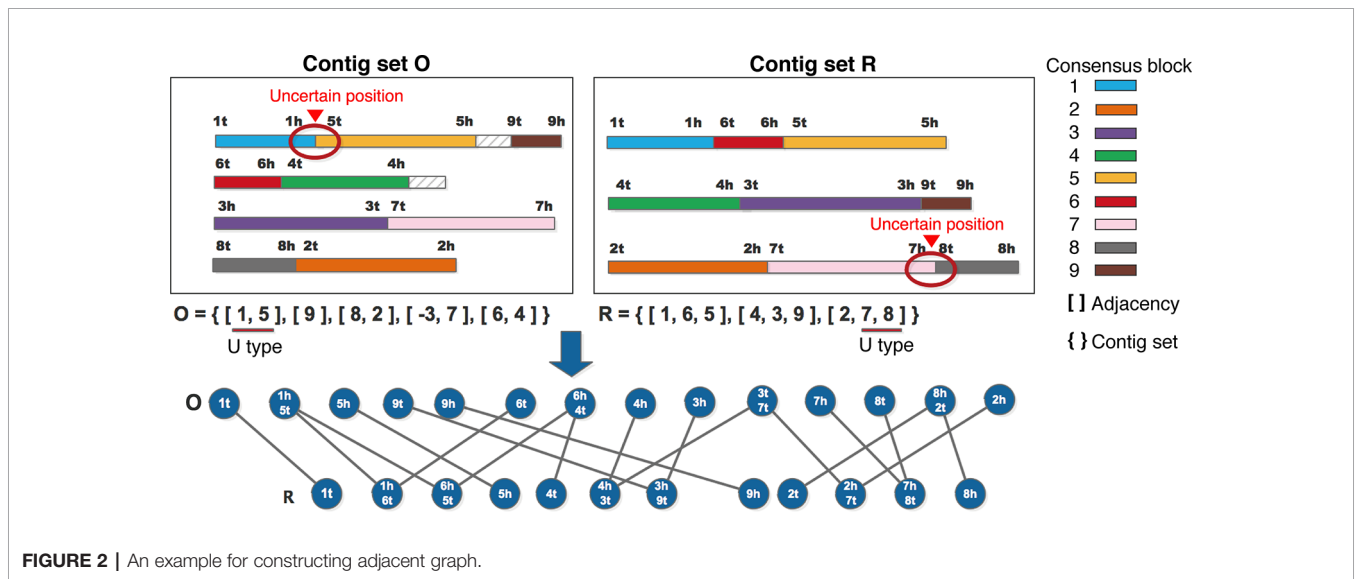 Contig set O
Uncertain position
1t 1h 5t 5h 9t 9h
6t 6h 4t 4h
3h 3t 7t 7h
8t 8h 2t 2h
Contig set R
1t 1h 6t 6h 5t 5h
4t 4h 3t 3h 9t 9h
Uncertain position
2t 2h 7t 7h 8t 8h
Consensus block
1
2
3
4
5
6
7
8
9
[ ] Adjacency
{ } Contig set
O = { [ 1, 5 ], [ 9 ], [ 8, 2 ], [ -3, 7 ], [ 6, 4 ] }
U type
R = { [ 1, 6, 5 ], [ 4, 3, 9 ], [ 2, 7, 8 ] }
U type
O 1t 1h 5t 5h 9t 9h 6t 6h 4t 4h 3h 3t 7t 7h 8t 8h 2t 2h
R 1t 1h 6t 6h 5t 5h 4t 4h 3t 3h 9t 9h 2t 2h 7t 7h 8t 8h
FIGURE 2 | An example for constructing adjacent graph.